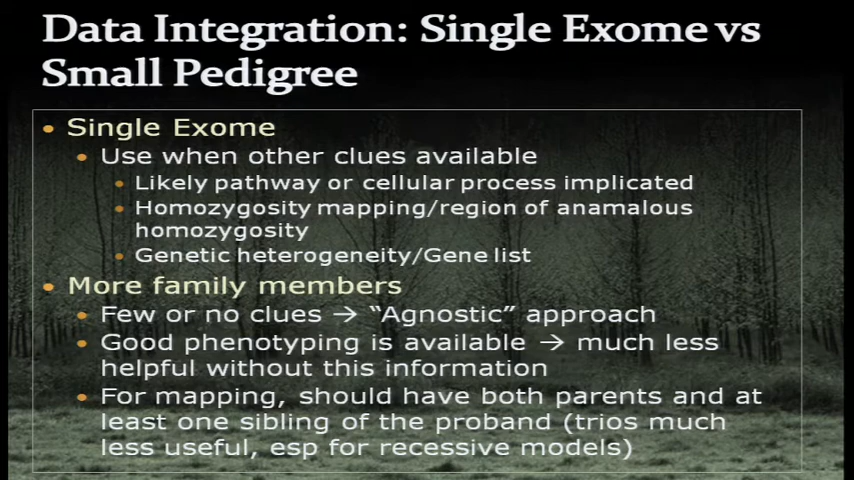 Data Integration: Single Exome vs
Small Pedigree
• Single Exome
• Use when other clues available
• Likely pathway or cellular process implicated
• Homozygosity mapping/region of anamalous
homozygosity
• Genetic heterogeneity/Gene list
• More family members
• Few or no clues → “Agnostic” approach
• Good phenotyping is available → much less
helpful without this information
• For mapping, should have both parents and at
least one sibling of the proband (trios much
less useful, esp for recessive models)